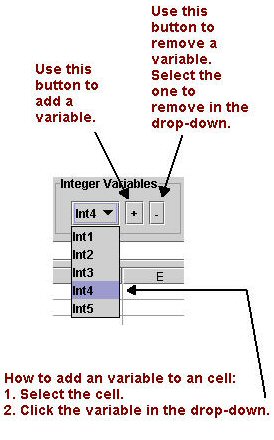 Use this
button to
add a
variable.
Use this
button to
remove a
variable.
Select the
one to
remove in the
drop-down.
Integer Variables
Int4
+
-
Int1
Int2
Int3
Int4
Int5
E
How to add an variable to an cell:
1. Select the cell.
2. Click the variable in the drop-down.